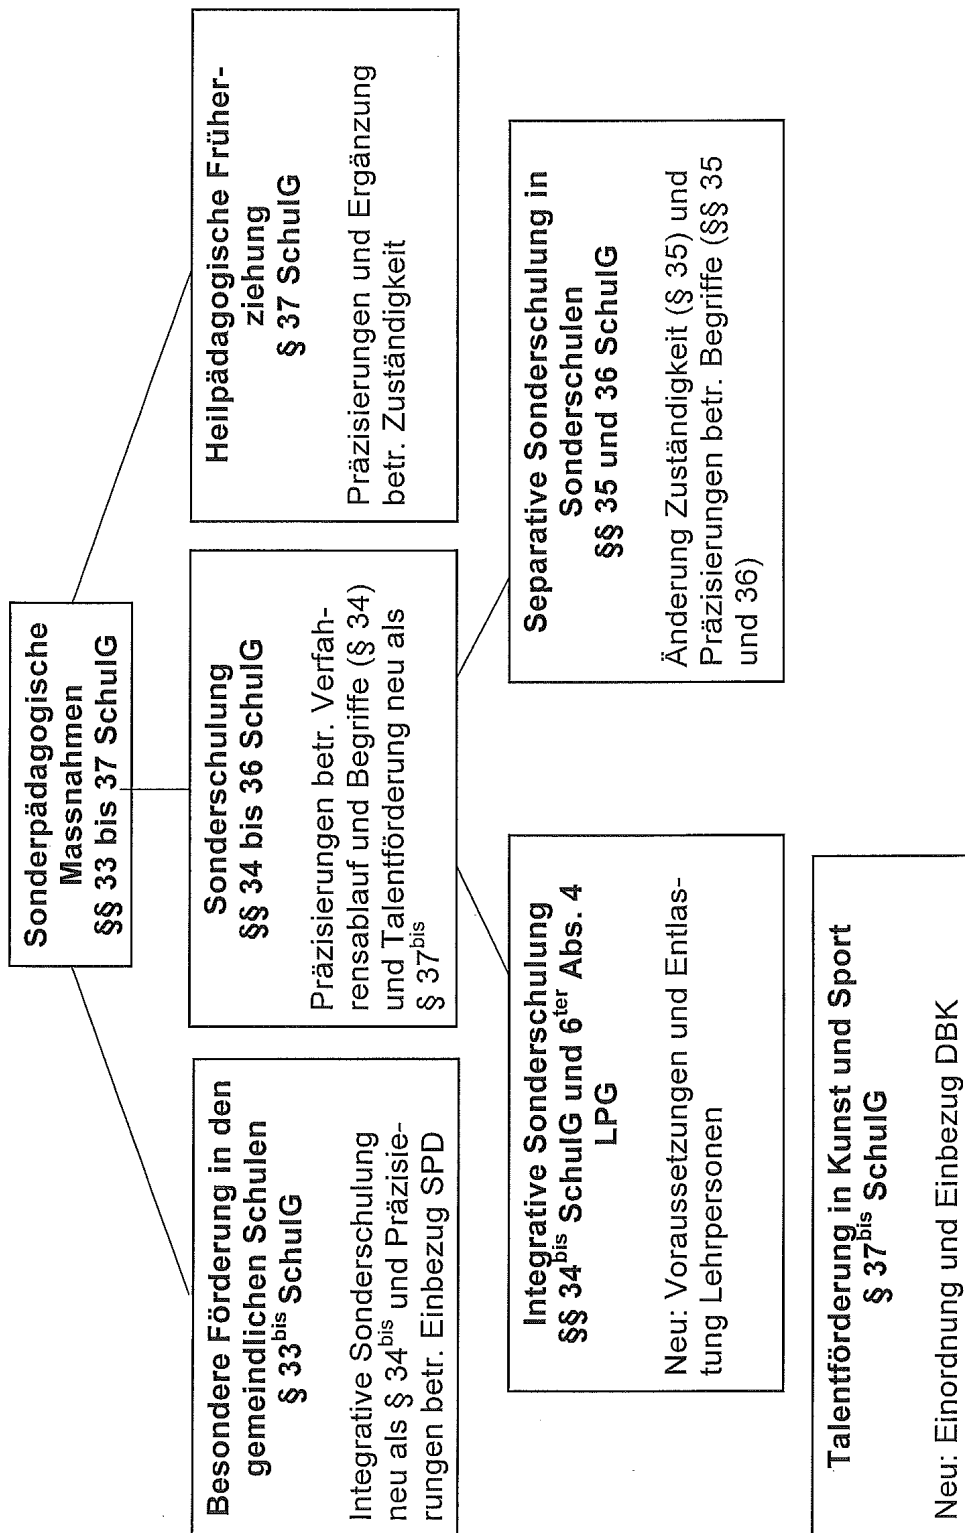 Sonderpädagogische
Massnahmen
§§ 33 bis 37 SchulG
Besondere Förderung in den
gemeindlichen Schulen
§ 33bis SchulG
Integrative Sonderschulung
neu als § 34bis und Präzisie-
rungen betr. Einbezug SPD
Sonderschulung
§§ 34 bis 36 SchulG
Präzisierungen betr. Verfah-
rensablauf und Begriffe (§ 34)
und Talentförderung neu als
§ 37bis
Heilpädagogische Früher-
ziehung
§ 37 SchulG
Präzisierungen und Ergänzung
betr. Zuständigkeit
Integrative Sonderschulung
§§ 34bis SchulG und 6ter Abs. 4
LPG
Neu: Voraussetzungen und Entlas-
tung Lehrpersonen
Separative Sonderschulung in
Sonderschulen
§§ 35 und 36 SchulG
Änderung Zuständigkeit (§ 35) und
Präzisierungen betr. Begriffe (§§ 35
und 36)
Talentförderung in Kunst und Sport
§ 37bis SchulG
Neu: Einordnung und Einbezug DBK